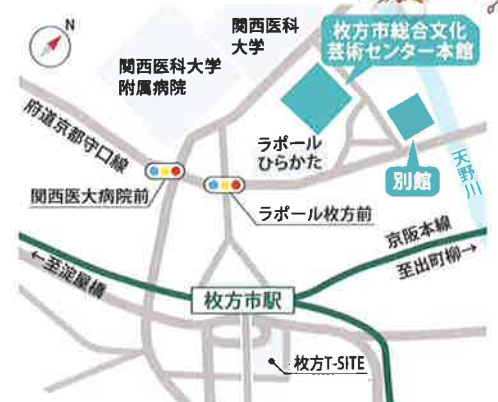 N
関西医科
大学
枚方市総合文化
芸術センター本館
関西医科大学
附属病院
府道京都守口線
ラポール
ひらかた
別館
天野川
関西医大病院前
ラポール枚方前
京阪本線
至出町柳→
←至淀屋橋
枚方市駅
枚方T-SITE